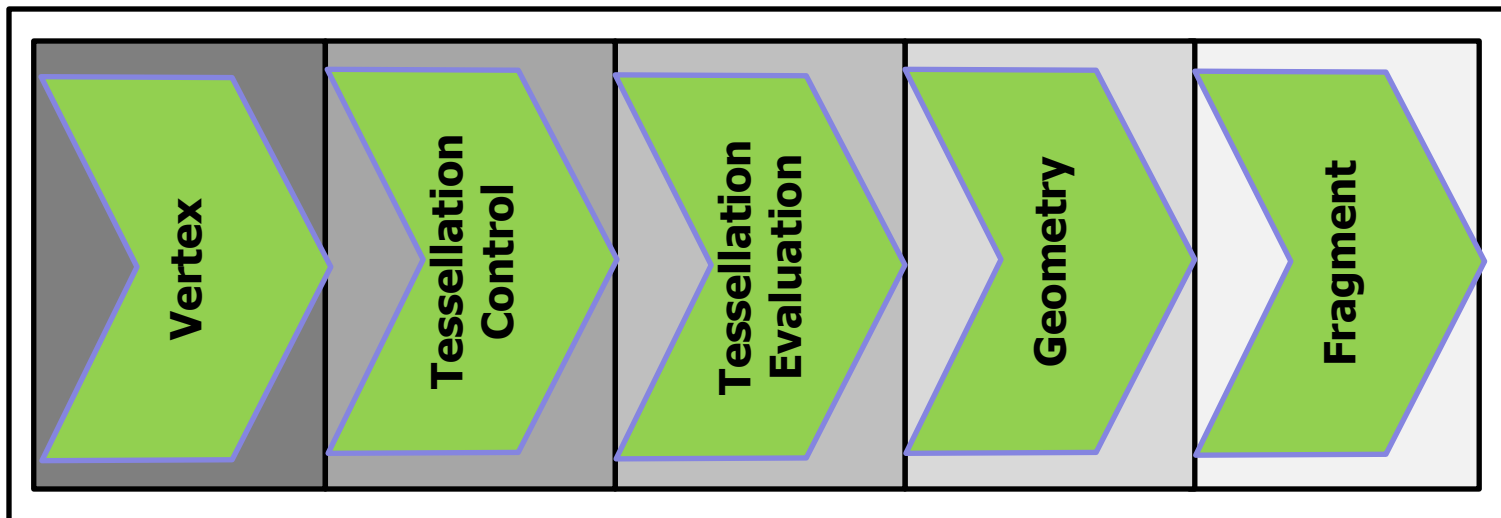 Vertex
Tessellation
Control
Tessellation
Evaluation
Geometry
Fragment